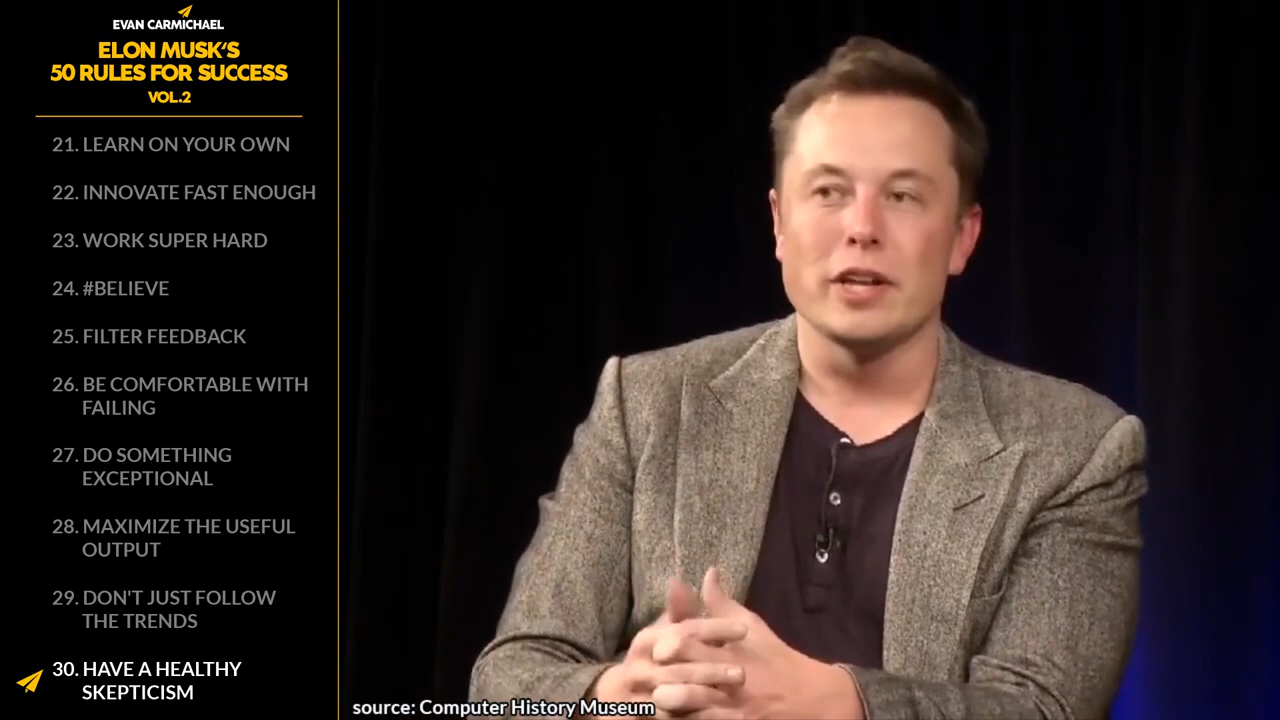 EVAN CARMICHAEL
ELON MUSK'S
50 RULES FOR SUCCESS
VOL.2
21. LEARN ON YOUR OWN
22. INNOVATE FAST ENOUGH
23. WORK SUPER HARD
24. #BELIEVE
25. FILTER FEEDBACK
26. BE COMFORTABLE WITH
FAILING
27. DO SOMETHING
EXCEPTIONAL
28. MAXIMIZE THE USEFUL
OUTPUT
29. DON'T JUST FOLLOW
THE TRENDS
30. HAVE A HEALTHY
SKEPTICISM
source: Computer History Museum